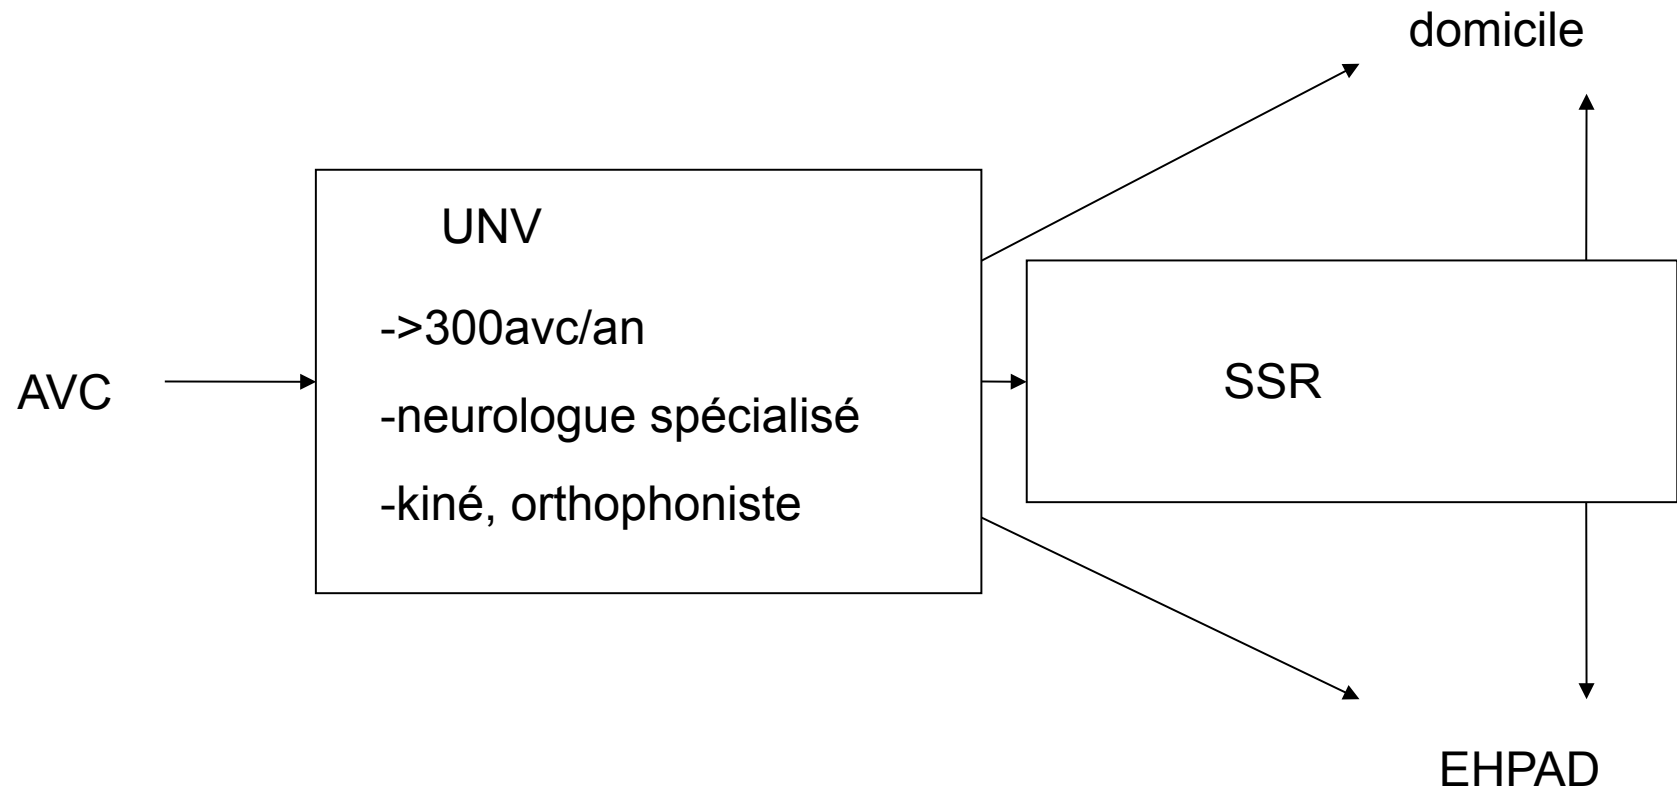 domicile
UNV
->300avc/an
AVC
SSR
-neurologue spécialisé
-kiné, orthophoniste
EHPAD